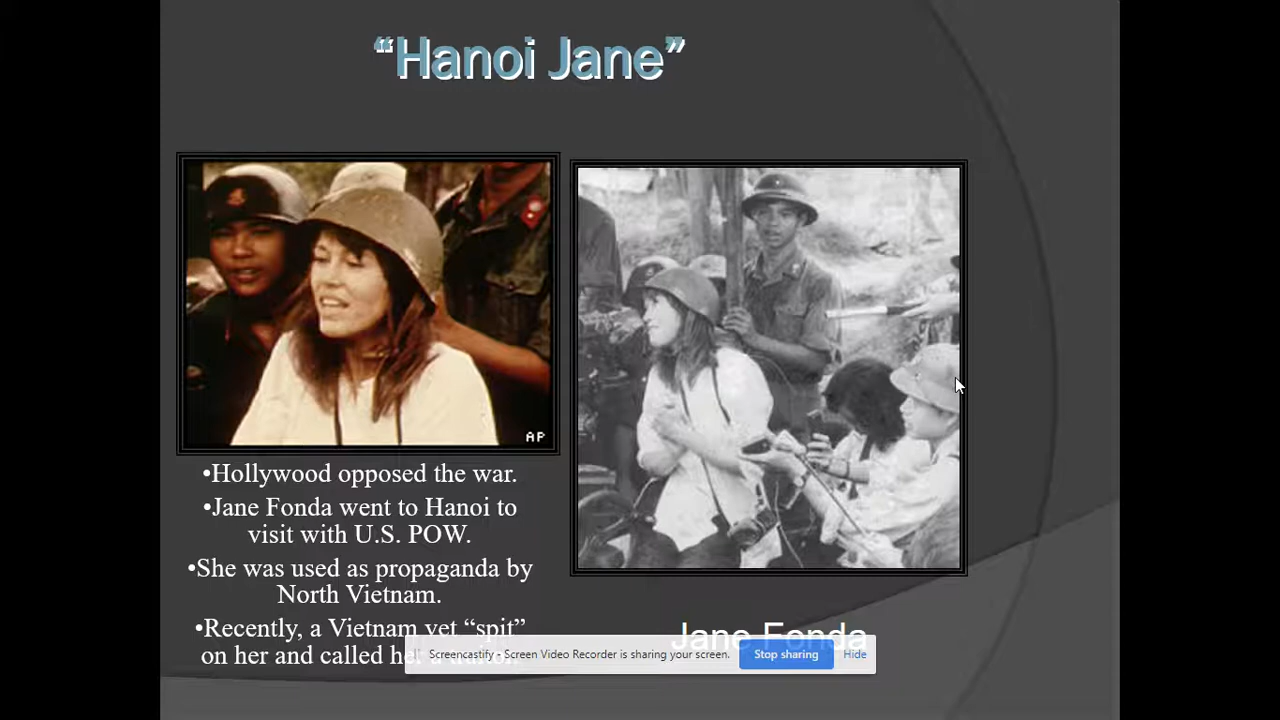 “Hanoi Jane”
AP
•Hollywood opposed the war.
•Jane Fonda went to Hanoi to
visit with U.S. POW.
•She was used as propaganda by
North Vietnam.
•Recently, a Vietnam vet “spit”
on her and called her a traitor.
Jane Fonda
Screencastify - Screen Video Recorder is sharing your screen.
Stop sharing
Hide